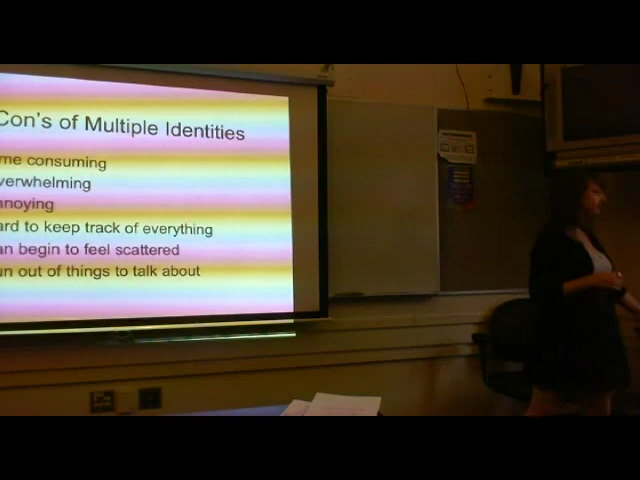 Con's of Multiple Identities
me consuming
verwhelming
nnoying
ard to keep track of everything
an begin to feel scattered
un out of things to talk about